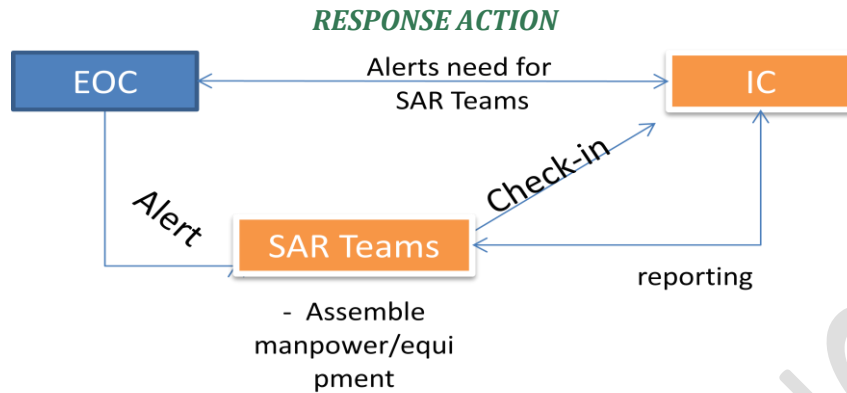 RESPONSE ACTION
EOC
Alerts need for
SAR Teams
IC
Check-in
Alert
SAR Teams
reporting
- Assemble
manpower/equi
pment